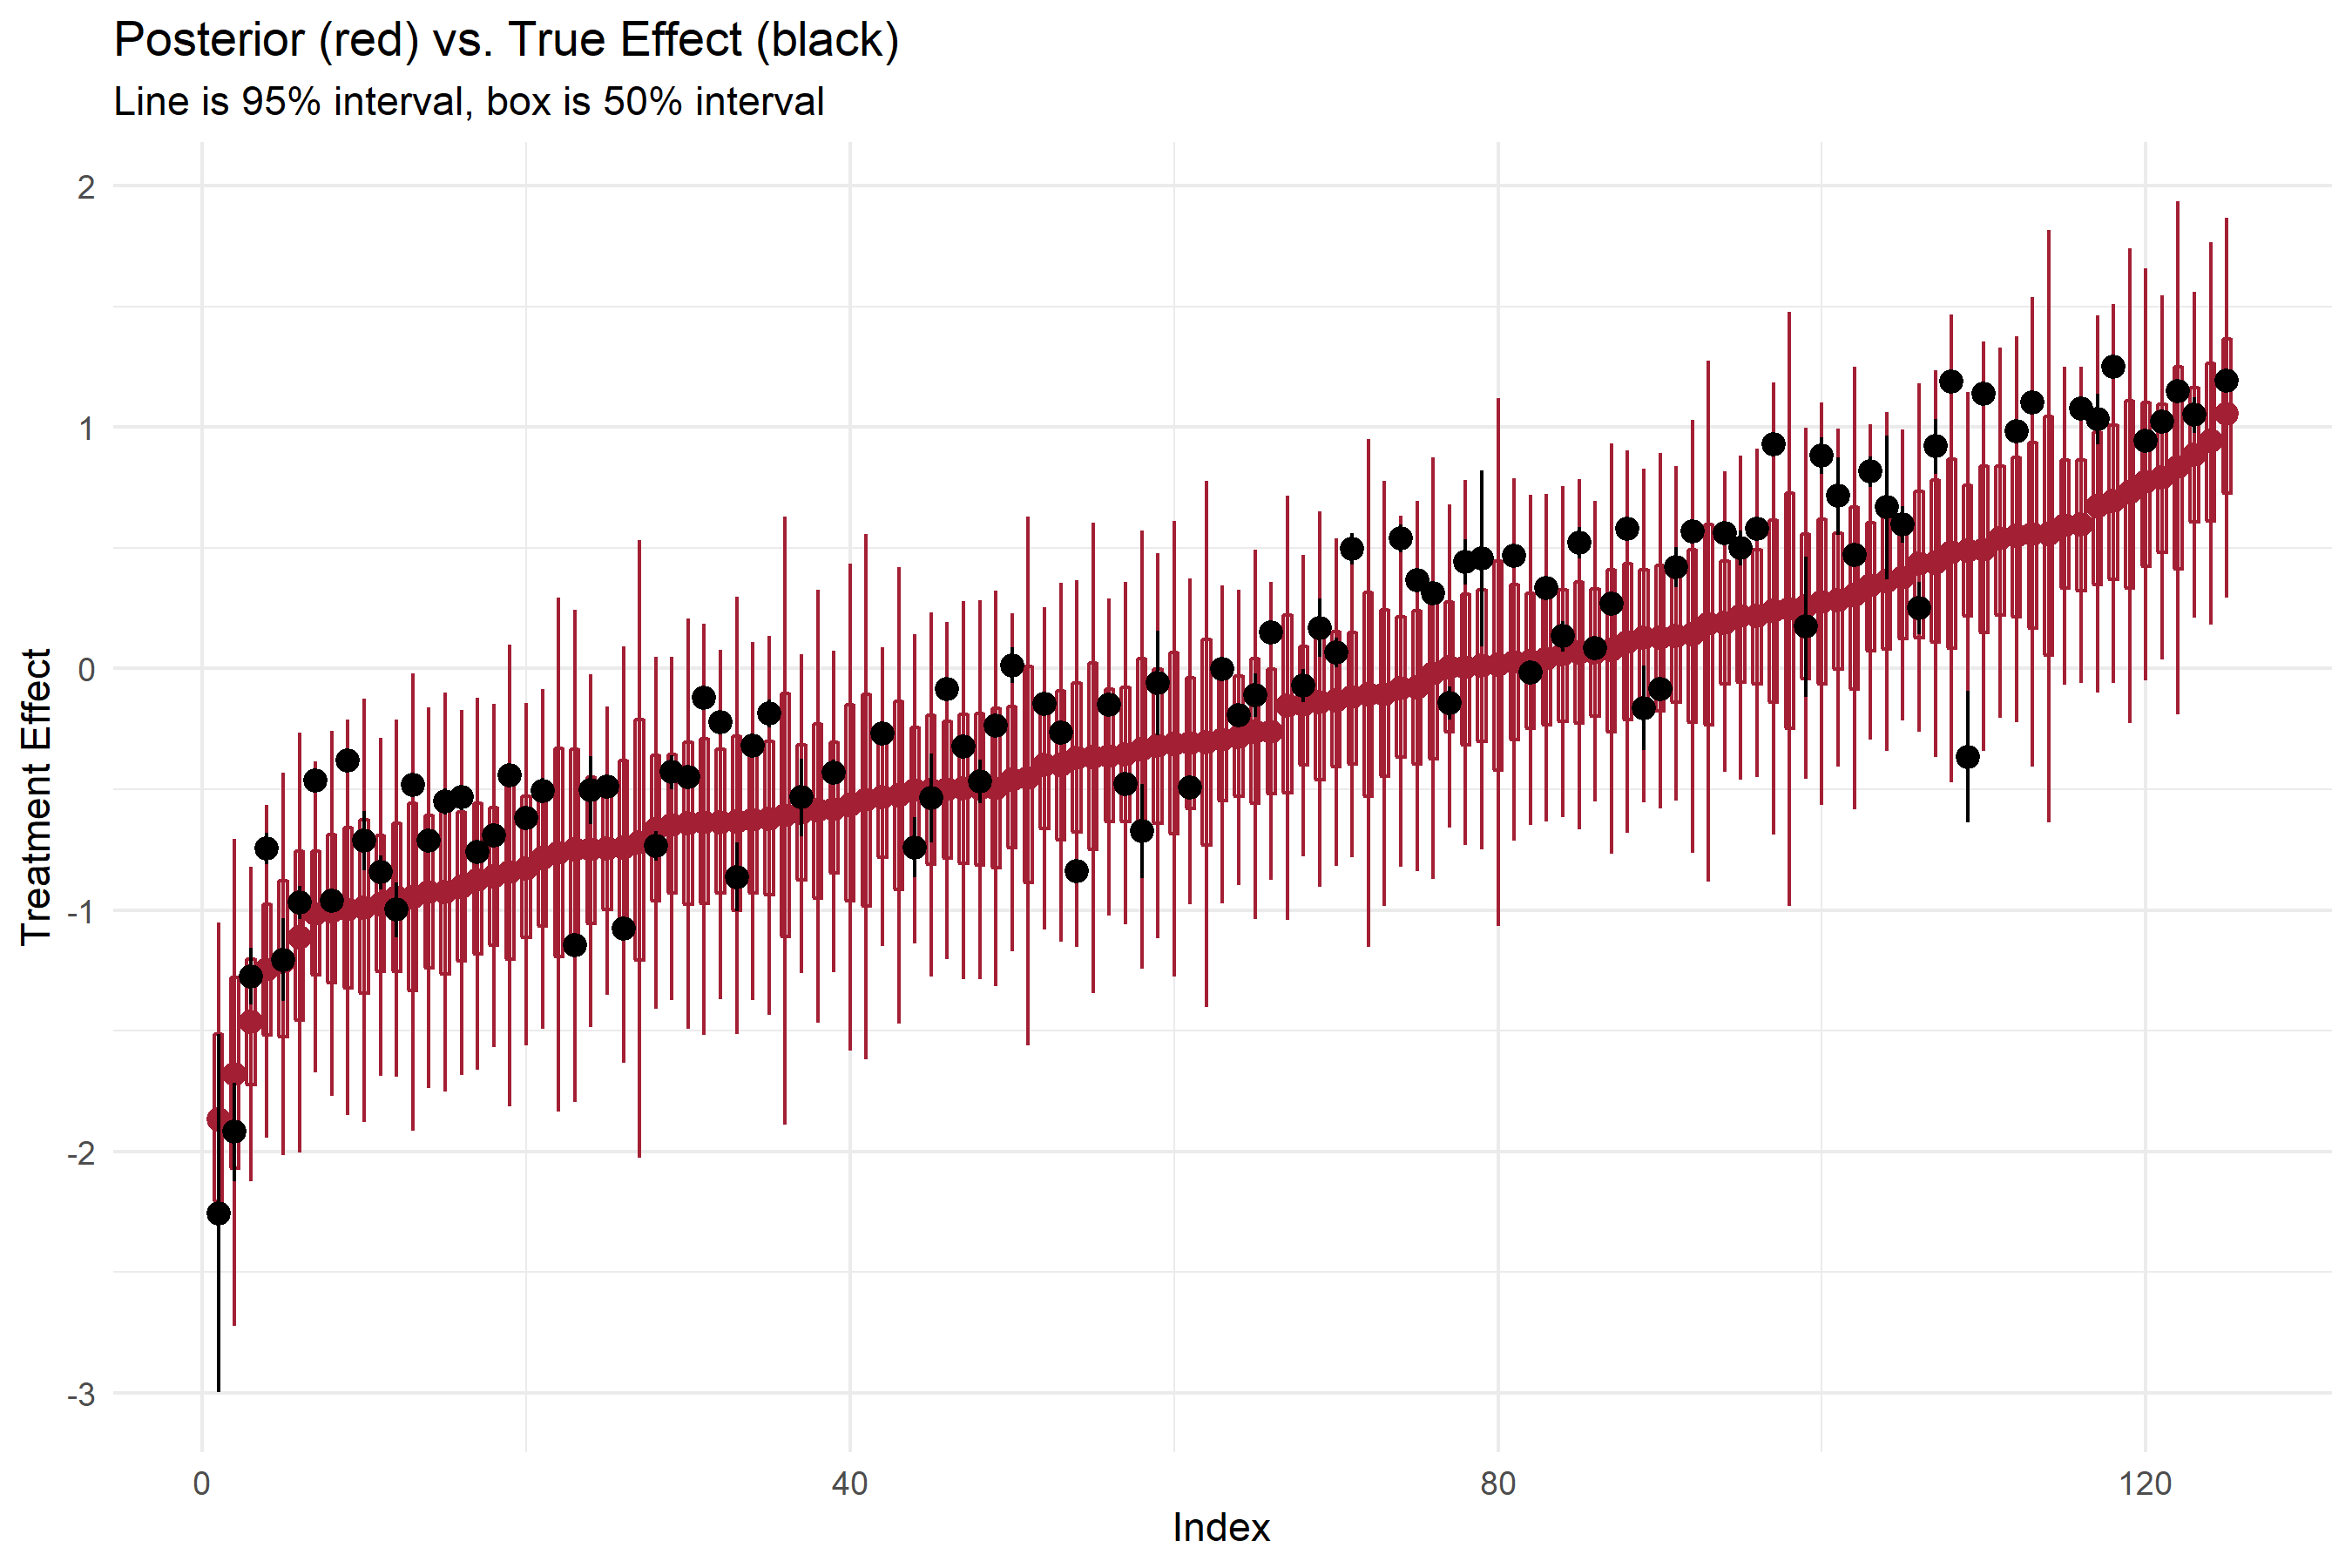 Posterior (red) vs. True Effect (black)
Line is 95% interval, box is 50% interval
2
1
0
-1
-2
-3
Treatment Effect
0 40 80 120
Index